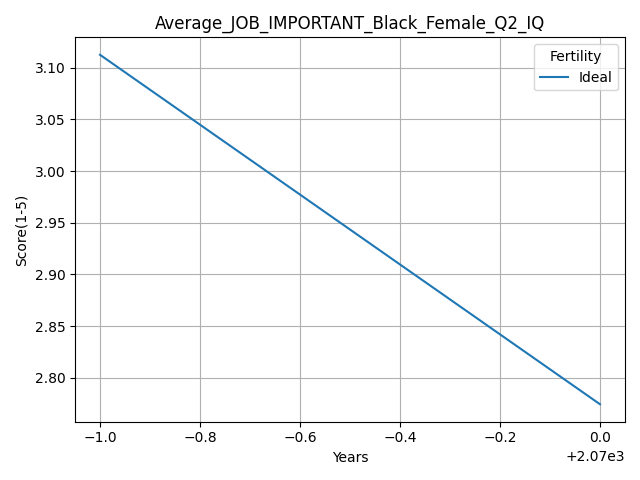 Average_JOB_IMPORTANT_Black_Female_Q2_IQ
Fertility
Ideal
3.10
3.05
3.00
2.95
2.90
2.85
2.80
Score(1-5)
−1.0 −0.8 −0.6 −0.4 −0.2 0.0
+2.07e3
Years